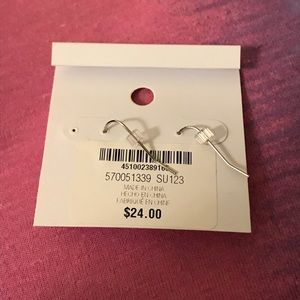 570051339 SU123
MADE IN CHINA
HECHO EN CHINA
FABRIQUÉ EN CHINE
$24.00